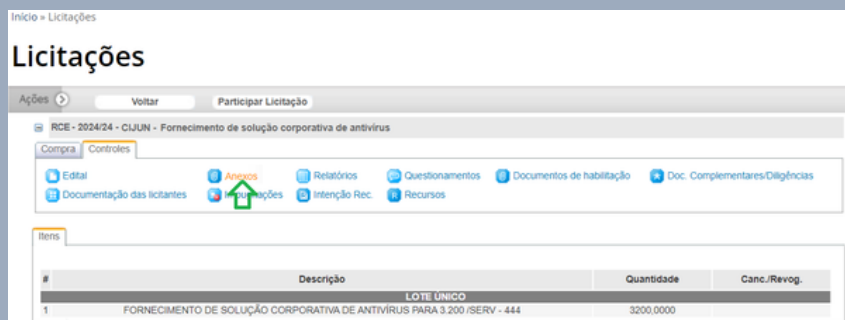 Início » Licitações
Licitações
Ações Voltar Participar Licitação
RCE - 2024/24 - CIJUN - Fornecimento de solução corporativa de antivírus
Compra Controles
Edital Anexos Relatórios Questionamentos Documentos de habilitação Doc. Complementares/Diligências
Documentação das licitantes Intenção Rec. Recursos
Itens
# Descrição Quantidade Canc./Revog.
LOTE ÚNICO
1 FORNECIMENTO DE SOLUÇÃO CORPORATIVA DE ANTIVÍRUS PARA 3.200 /SERV - 444 3200,0000